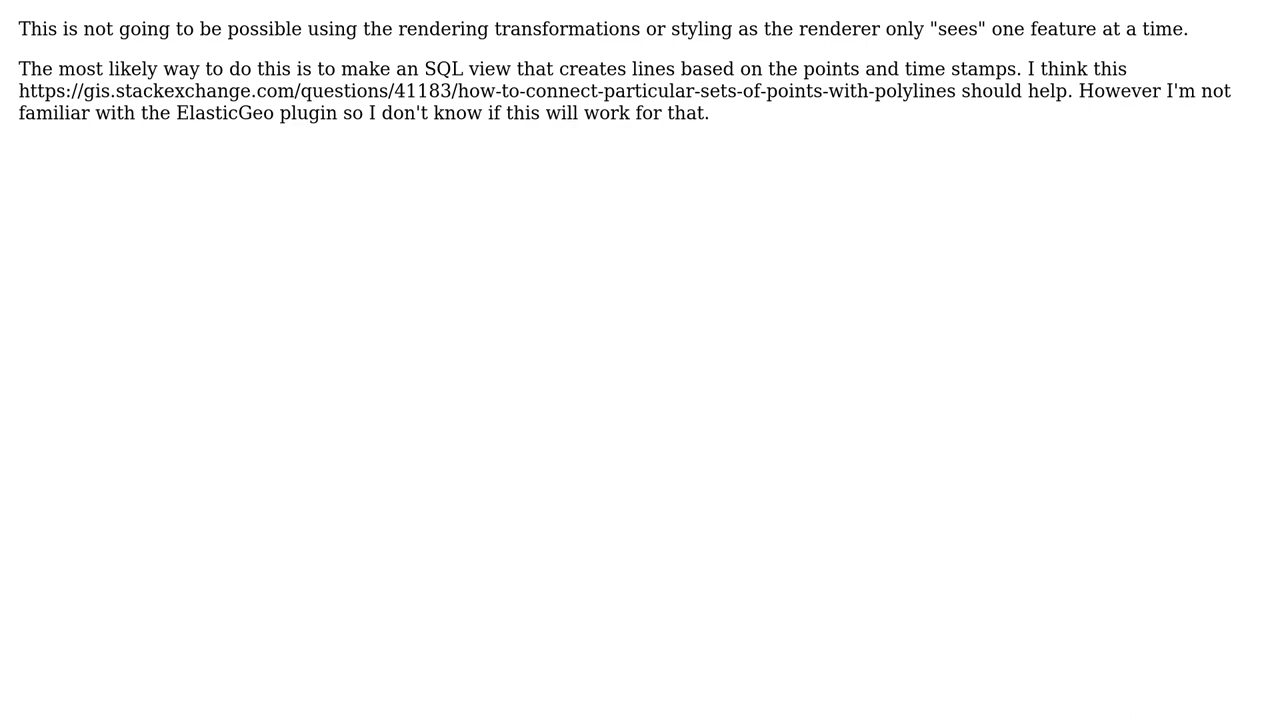 This is not going to be possible using the rendering transformations or styling as the renderer only "sees" one feature at a time.
The most likely way to do this is to make an SQL view that creates lines based on the points and time stamps. I think this
https://gis.stackexchange.com/questions/41183/how-to-connect-particular-sets-of-points-with-polylines should help. However I'm not
familiar with the ElasticGeo plugin so I don't know if this will work for that.